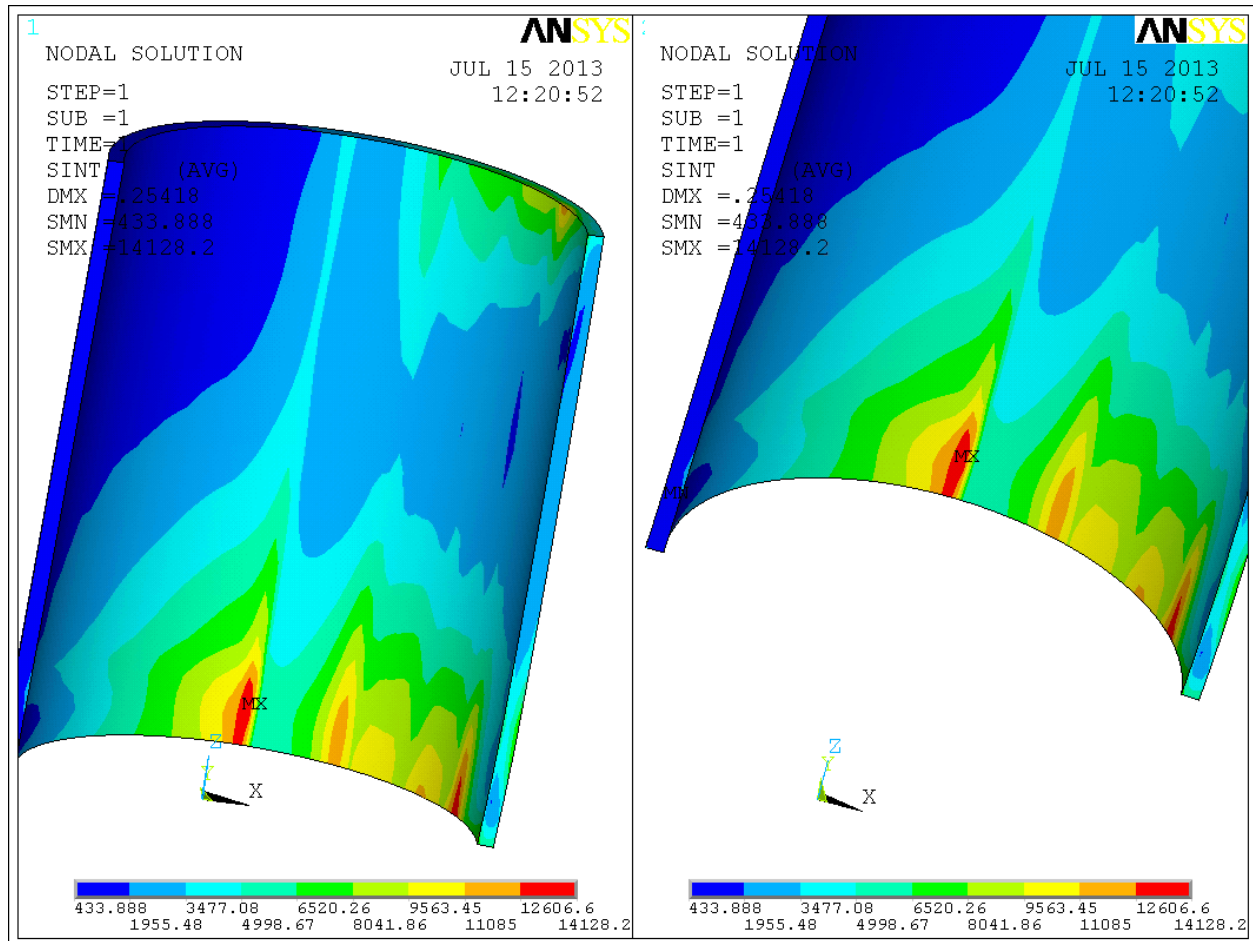 1
ANSYS
NODAL SOLUTION
JUL 15 2013
12:20:52
STEP=1
SUB =1
TIME=1
SINT (AVG)
DMX =.25418
SMN =433.888
SMX =14128.2
MX
Z
Y
X
433.888 3477.08 6520.26 9563.45 12606.6
1955.48 4998.67 8041.86 11085 14128.2
ANSYS
NODAL SOLUTION
JUL 15 2013
12:20:52
STEP=1
SUB =1
TIME=1
SINT (AVG)
DMX =.25418
SMN =433.888
SMX =14128.2
MX
MN
Z
Y
X
433.888 3477.08 6520.26 9563.45 12606.6
1955.48 4998.67 8041.86 11085 14128.2